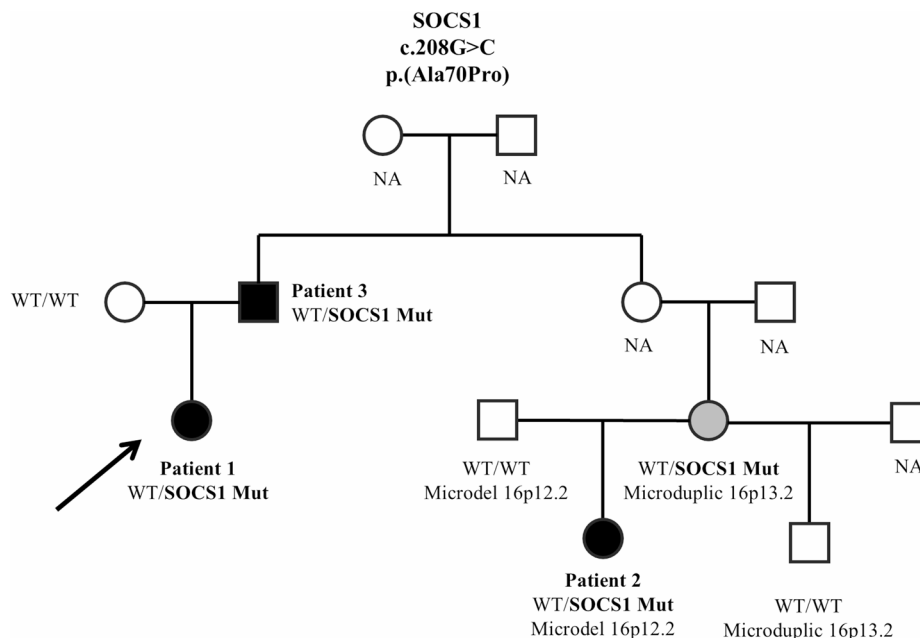 SOCS1
c.208G>C
p.(Ala70Pro)
NA
NA
WT/WT
Patient 3
WT/SOCS1 Mut
NA
NA
Patient 1
WT/SOCS1 Mut
WT/WT
Microdel 16p12.2
WT/SOCS1 Mut
Microduplic 16p13.2
NA
Patient 2
WT/SOCS1 Mut
Microdel 16p12.2
WT/WT
Microduplic 16p13.2